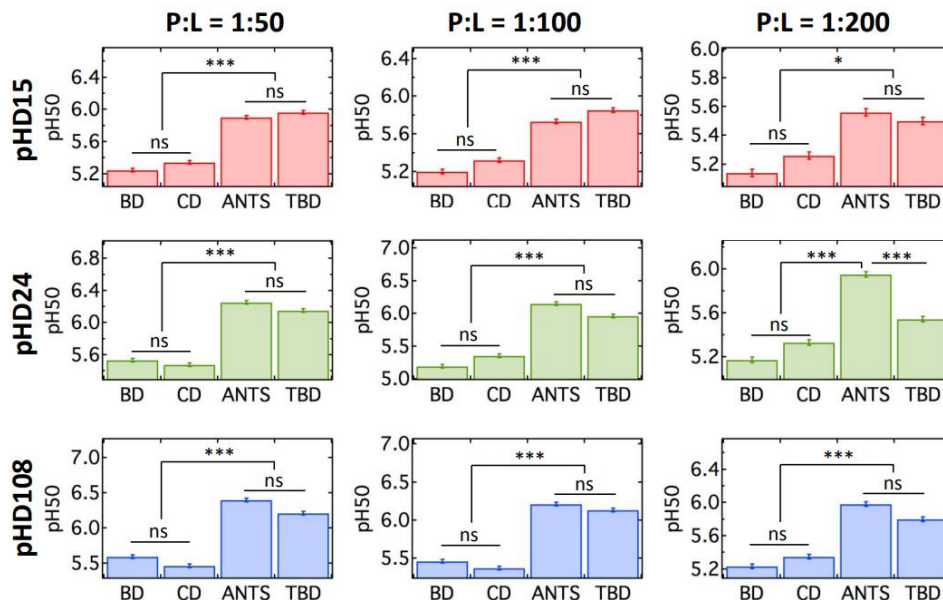 P:L = 1:50 P:L = 1:100 P:L = 1:200
pHD15
pH50
6.4
6.0
5.6
5.2
***
ns
ns
BD CD ANTS TBD
pH50
6.4
6.0
5.6
5.2
***
ns
ns
BD CD ANTS TBD
pH50
6.0
5.8
5.6
5.4
5.2
*
ns
ns
BD CD ANTS TBD
pHD24
pH50
6.8
6.4
6.0
5.6
***
ns
ns
BD CD ANTS TBD
pH50
7.0
6.5
6.0
5.5
5.0
***
ns
ns
BD CD ANTS TBD
pH50
6.0
5.6
5.2
*** ***
ns
BD CD ANTS TBD
pHD108
pH50
7.0
6.5
6.0
5.5
***
ns
ns
BD CD ANTS TBD
pH50
7.0
6.5
6.0
5.5
***
ns
ns
BD CD ANTS TBD
pH50
6.4
6.0
5.6
5.2
***
ns
ns
BD CD ANTS TBD